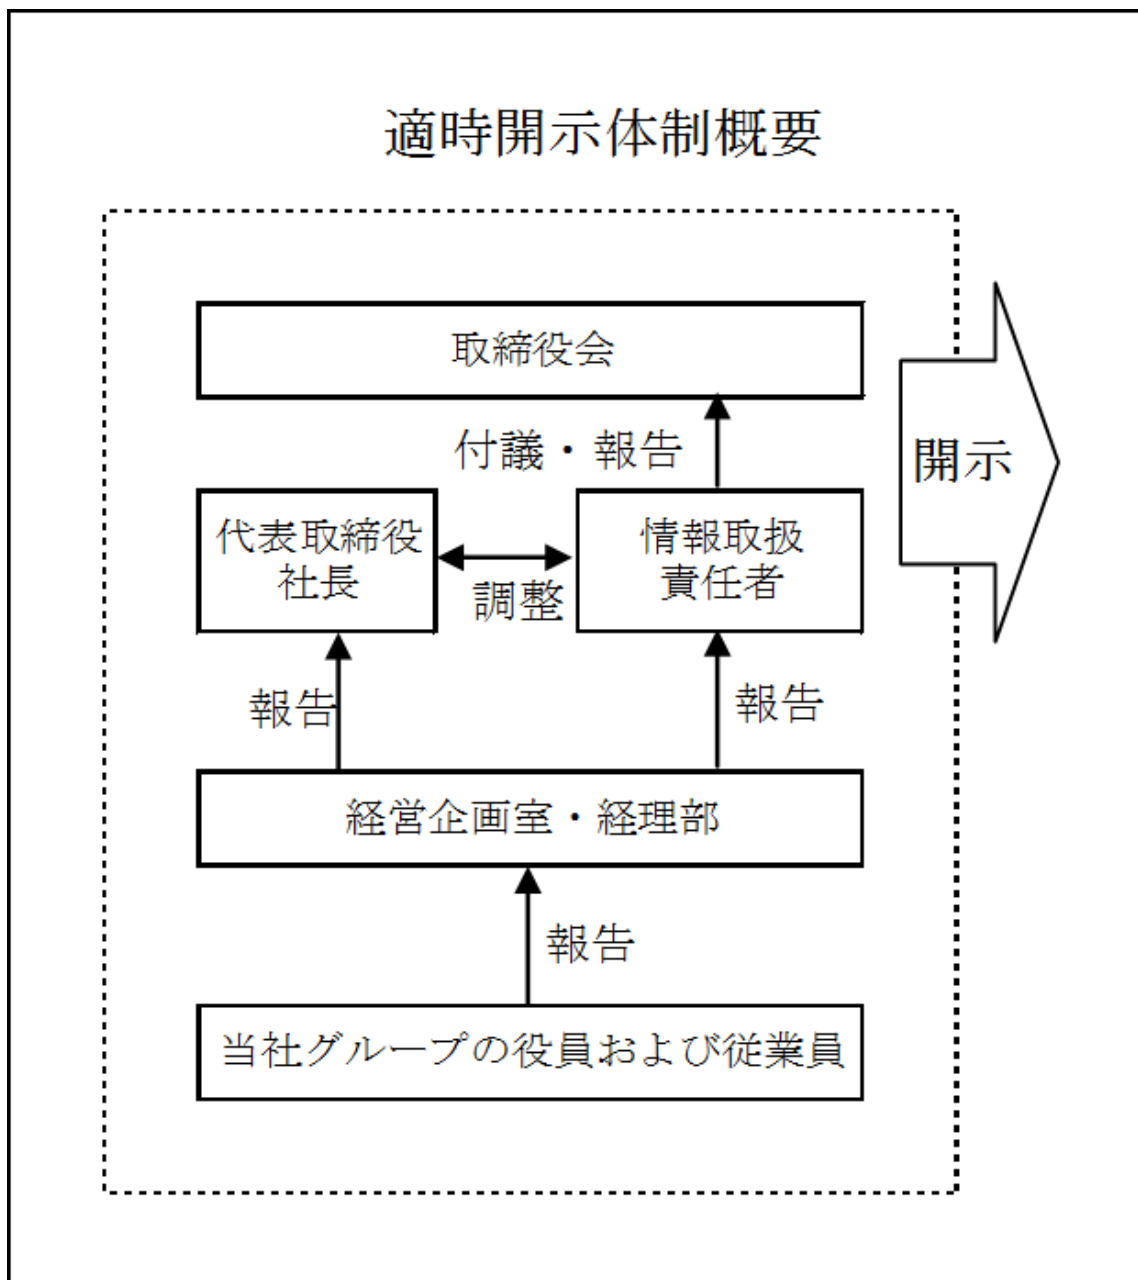 適時開示体制概要
取締役会
付議・報告
開示
代表取締役
社長
調整
情報取扱
責任者
報告
報告
経営企画室・経理部
報告
当社グループの役員および従業員